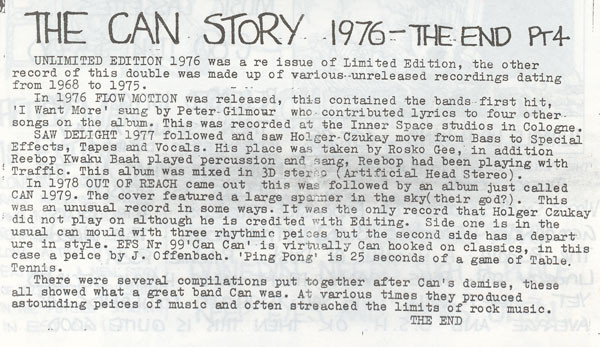 THE CAN STORY 1976 - THE END PT4
UNLIMITED EDITION 1976 was a re issue of Limited Edition, the other
record of this double was made up of various unreleased recordings dating
from 1968 to 1975.
In 1976 FLOW MOTION was released, this contained the bands first hit,
'I Want More' sung by Peter Gilmour who contributed lyrics to four other
songs on the album. This was recorded at the Inner Space studios in Cologne.
SAW DELIGHT 1977 followed and saw Holger Czukay move from Bass to Special
Effects, Tapes and Vocals. His place was taken by Rosko Gee, in addition
Reebop Kwaku Baah played percussion and sang, Reebop had been playing with
Traffic. This album was mixed in 3D stereo (Artificial Head Stereo).
In 1978 OUT OF REACH came out this was followed by an album just called
CAN 1979. The cover featured a large spanner in the sky(their god?). This
was an unusual record in some ways. It was the only record that Holger Czukay
did not play on although he is credited with Editing. Side one is in the
usual can mould with three rhythmic peices but the second side has a depart
ure in style. EFS Nr 99'Can Can' is virtually Can hooked on classics, in this
case a peice by J. Offenbach. 'Ping Pong' is 25 seconds of a game of Table
Tennis.
There were several compilations put together after Can's demise, these
all showed what a great band Can was. At various times they produced
astounding peices of music and often streached the limits of rock music.
THE END